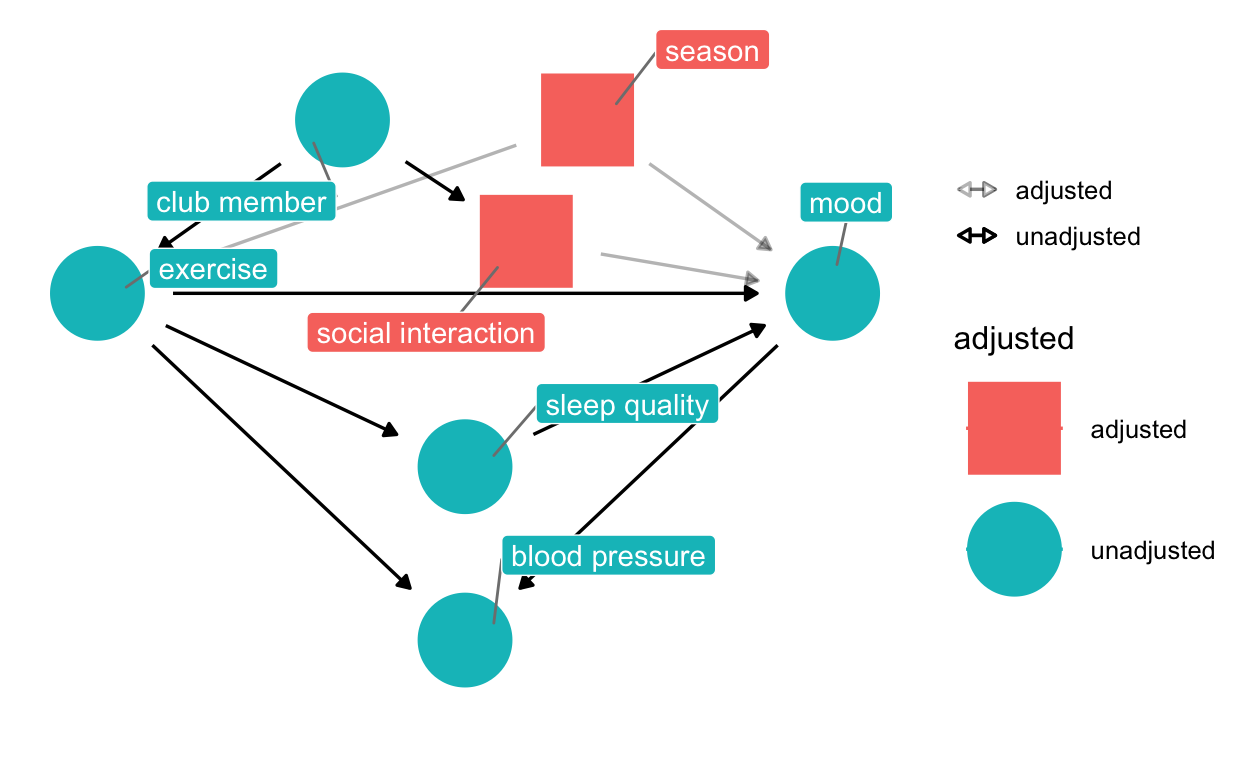 season
club member
mood
adjusted
unadjusted
exercise
social interaction
adjusted
sleep quality
adjusted
blood pressure
unadjusted